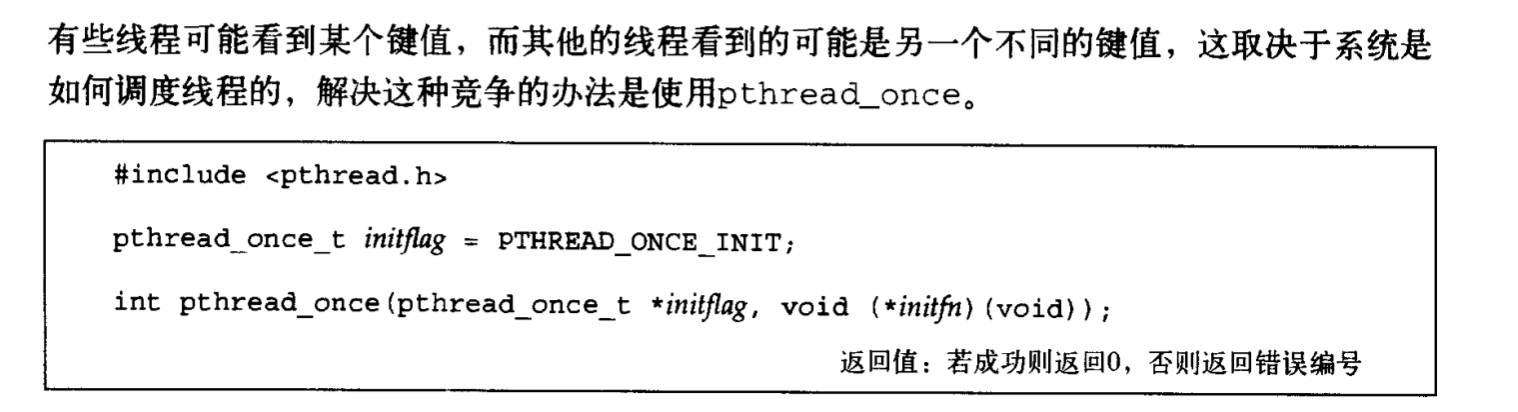 有些线程可能看到某个键值，而其他的线程看到的可能是另一个不同的键值，这取决于系统是
如何调度线程的，解决这种竞争的办法是使用pthread_once。
#include <pthread.h>
pthread_once_t initflag = PTHREAD_ONCE_INIT;
int pthread_once(pthread_once_t *initflag, void (*initfn)(void));
返回值：若成功则返回0，否则返回错误编号